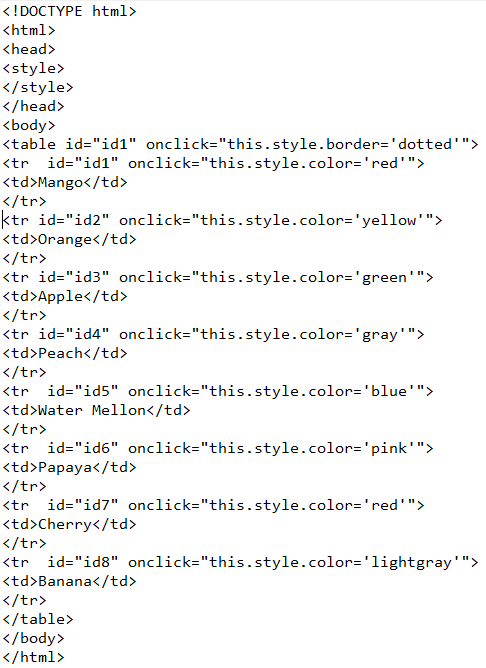 <!DOCTYPE html>
<html>
<head>
<style>
</style>
</head>
<body>
<table id="id1" onclick="this.style.border='dotted'">
<tr  id="id1" onclick="this.style.color='red'">
<td>Mango</td>
</tr>
<tr id="id2" onclick="this.style.color='yellow'">
<td>Orange</td>
</tr>
<tr id="id3" onclick="this.style.color='green'">
<td>Apple</td>
</tr>
<tr id="id4" onclick="this.style.color='gray'">
<td>Peach</td>
</tr>
<tr  id="id5" onclick="this.style.color='blue'">
<td>Water Mellon</td>
</tr>
<tr  id="id6" onclick="this.style.color='pink'">
<td>Papaya</td>
</tr>
<tr  id="id7" onclick="this.style.color='red'">
<td>Cherry</td>
</tr>
<tr  id="id8" onclick="this.style.color='lightgray'">
<td>Banana</td>
</tr>
</table>
</body>
</html>